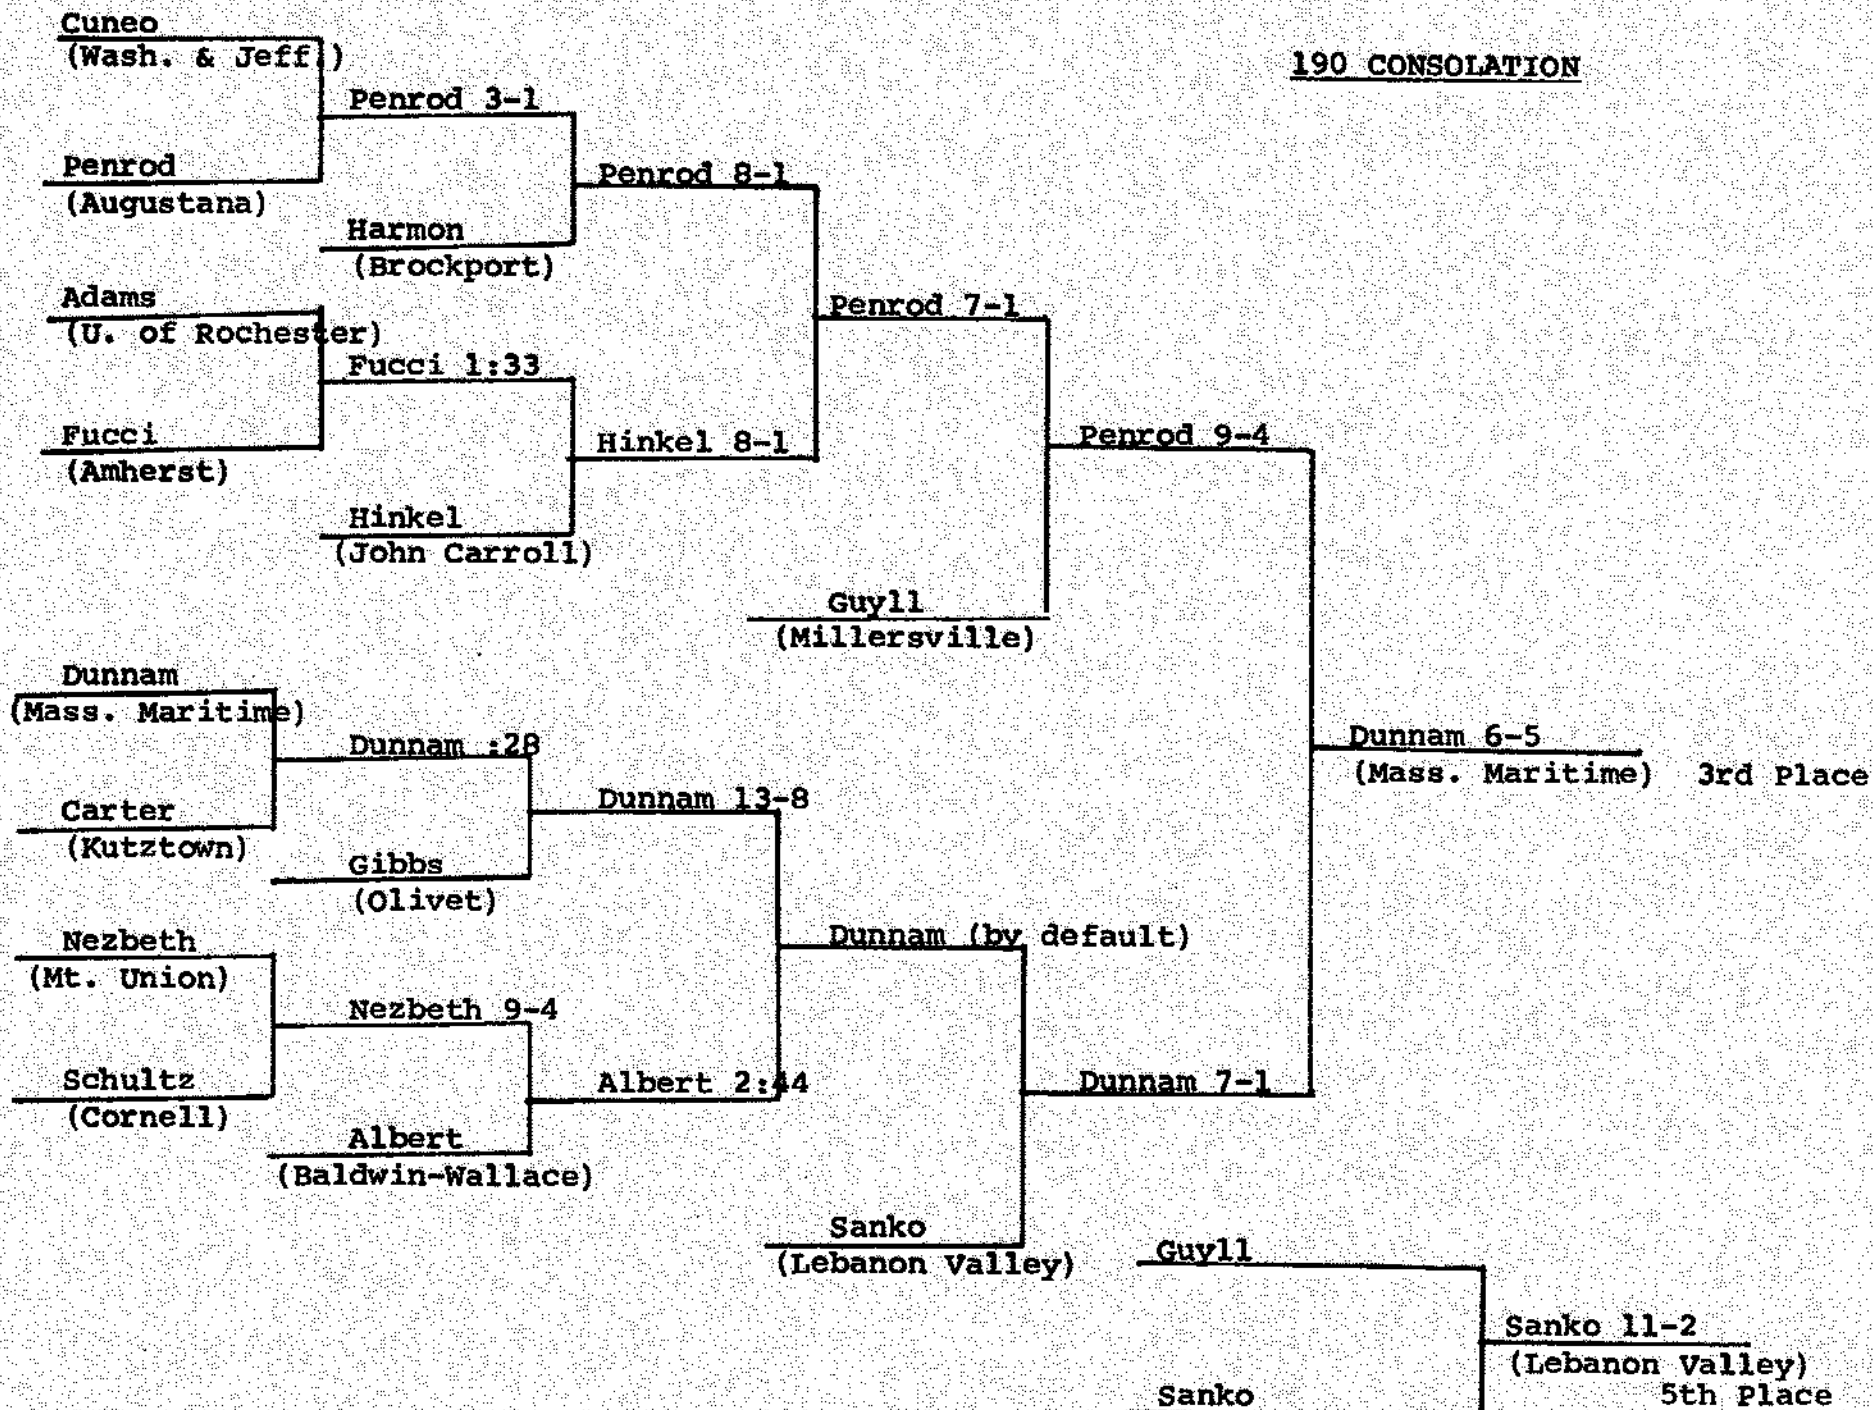 Cuneo
(Wash. & Jeff.)
190 CONSOLATION
Penrod 3-1
Penrod
(Augustana)
Penrod 8-1
Harmon
(Brockport)
Adams
(U. of Rochester)
Penrod 7-1
Fucci 1:33
Fucci
(Amherst)
Hinkel 8-1
Penrod 9-4
Hinkel
(John Carroll)
Guyll
(Millersville)
Dunnam
(Mass. Maritime)
Dunnam :28
Dunnam 6-5
(Mass. Maritime) 3rd Place
Carter
(Kutztown)
Dunnam 13-8
Gibbs
(Olivet)
Nezbeth
(Mt. Union)
Dunnam (by default)
Nezbeth 9-4
Schultz
(Cornell)
Albert 2:44
Dunnam 7-1
Albert
(Baldwin-Wallace)
Sanko
(Lebanon Valley)
Guyll
Sanko 11-2
(Lebanon Valley)
5th Place
Sanko